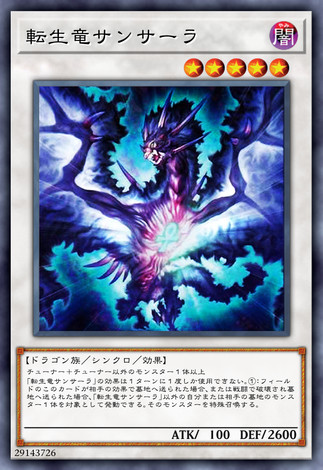 転生竜サンサーラ
やみ
闇
【ドラゴン族／シンクロ／効果】
チューナー＋チューナー以外のモンスター１体以上
「転生竜サンサーラ」の効果は１ターンに１度しか使用できない。①：フィール
ドのこのカードが相手の効果で墓地へ送られた場合、または戦闘で破壊され墓
地へ送られた場合、「転生竜サンサーラ」以外の自分または相手の墓地のモンス
ター１体を対象として発動できる。そのモンスターを特殊召喚する。
ATK/ 100 DEF/2600
29143726